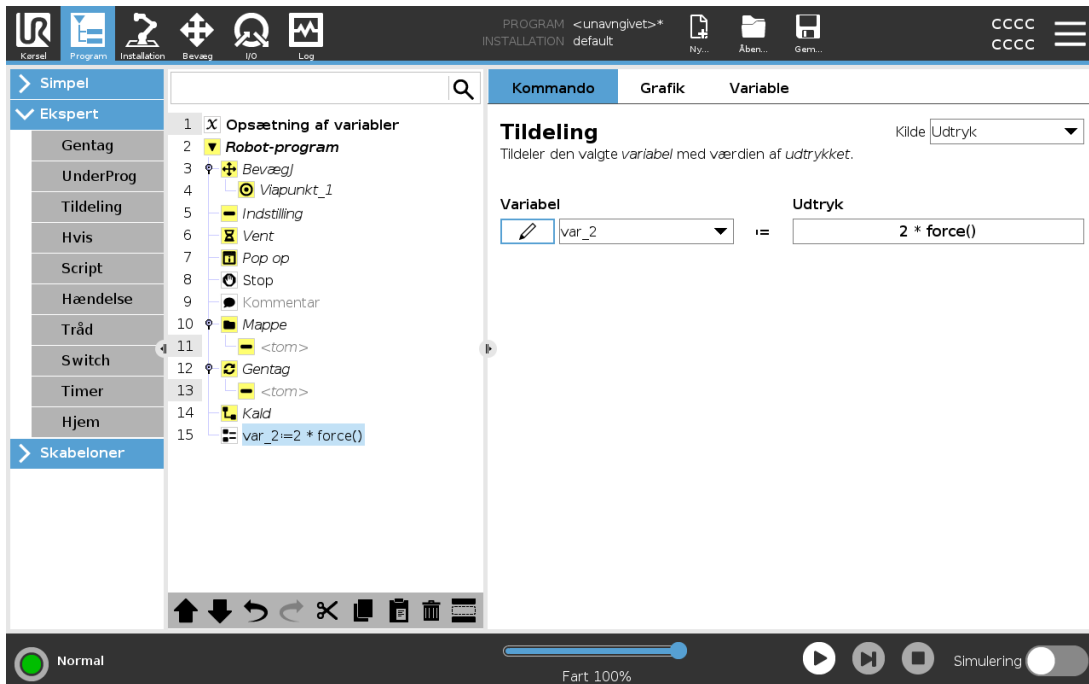 PROGRAM <unavngivet>*
INSTALLATION default
UR
Kørsel
Program
Installation
Bevæg
I/O
Log
Ny...
Åben...
Gem...
CCCC
CCCC
Simpel
Ekspert
Gentag
UnderProg
Tildeling
Hvis
Script
Hændelse
Tråd
Switch
Timer
Hjem
Skabeloner
1 X Opsætning af variabler
2 Robot-program
3 BevægJ
4 Viapunkt_1
5 Indstilling
6 Vent
7 Pop op
8 Stop
9 Kommentar
10 Mappe
11 <tom>
12 Gentag
13 <tom>
14 Kald
15 var_2:=2 * force()
Kommando
Grafik
Variable
Tildeling
Kilde Udtryk
Tildeler den valgte variabel med værdien af udtrykket.
Variabel
Udtryk
var_2 := 2 * force()
Normal
Fart 100%
Simulering